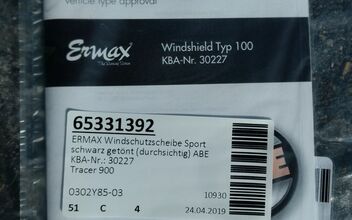 vehicle type approval)
Ermax
Windshield Typ 100
KBA-Nr. 30227
65331392
ERMAX Windschutzscheibe Sport
schwarz getönt (durchsichtig) ABE
KBA-Nr.: 30227
Tracer 900
0302Y85-03
10930
51 C 4
24.04.2019